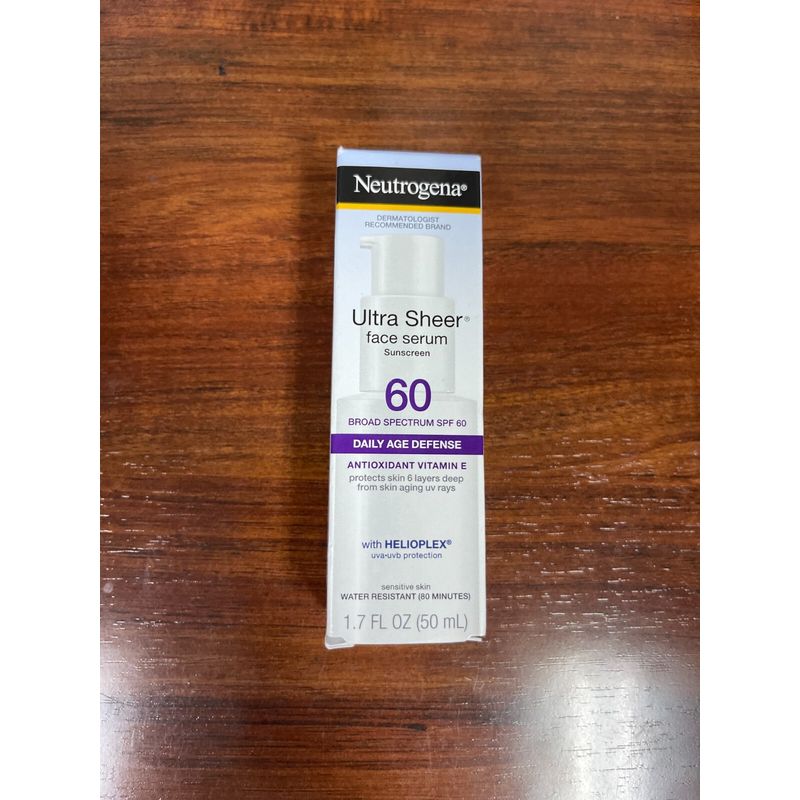 Neutrogena®
DERMATOLOGIST
RECOMMENDED BRAND
Ultra Sheer®
face serum
Sunscreen
60
BROAD SPECTRUM SPF 60
DAILY AGE DEFENSE
ANTIOXIDANT VITAMIN E
protects skin 6 layers deep
from skin aging uv rays
with HELIOPLEX®
uva•uvb protection
sensitive skin
WATER RESISTANT (80 MINUTES)
1.7 FL OZ (50 mL)